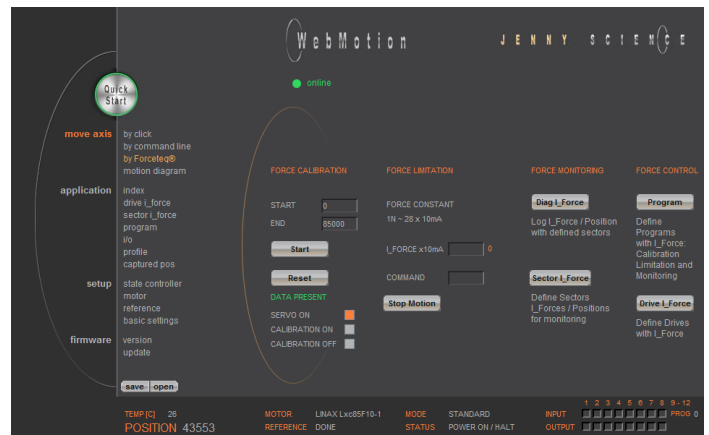 WebMotion
JENNY SCIENCE
online
Quick
Start
move axis
by click
by command line
by Forceteq®
motion diagram
application
index
drive i_force
sector i_force
program
i/o
profile
captured pos
setup
state controller
motor
reference
basic settings
firmware
version
update
save open
FORCE CALIBRATION
START 0
END 85000
Start
Reset
DATA PRESENT
SERVO ON
CALIBRATION ON
CALIBRATION OFF
FORCE LIMITATION
FORCE CONSTANT
1N ~ 28 x 10mA
I_FORCE x10mA 0
COMMAND
Stop Motion
FORCE MONITORING
Diag I_Force
Log I_Force / Position
with defined sectors
Sector I_Force
Define Sectors
I_Forces / Positions
for monitoring
FORCE CONTROL
Program
Define
Programs
with I_Force:
Calibration
Limitation and
Monitoring
Drive I_Force
Define Drives
with I_Force
TEMP [C] 26
POSITION 43553
MOTOR LINAX Lxc85F10-1
REFERENCE DONE
MODE STANDARD
STATUS POWER ON / HALT
1 2 3 4 5 6 7 8 9-12
INPUT PROG 0
OUTPUT